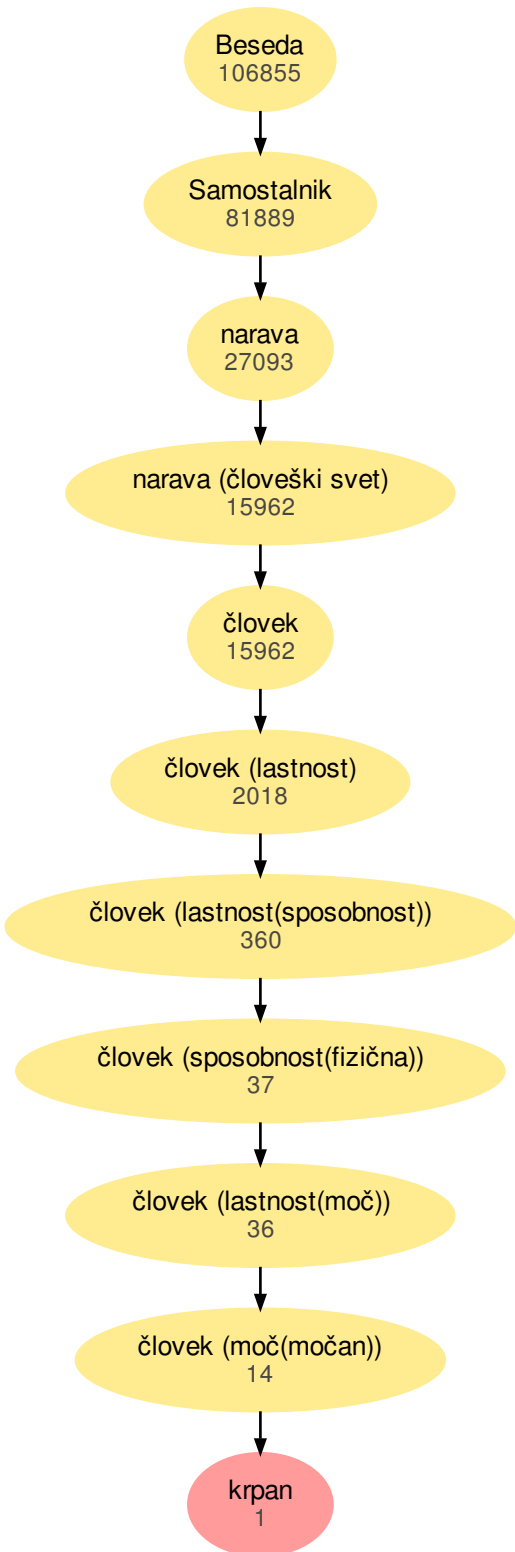 Beseda
106855
Samostalnik
81889
narava
27093
narava (človeški svet)
15962
človek
15962
človek (lastnost)
2018
človek (lastnost(sposobnost))
360
človek (sposobnost(fizična))
37
človek (lastnost(moč))
36
človek (moč(močan))
14
krpan
1